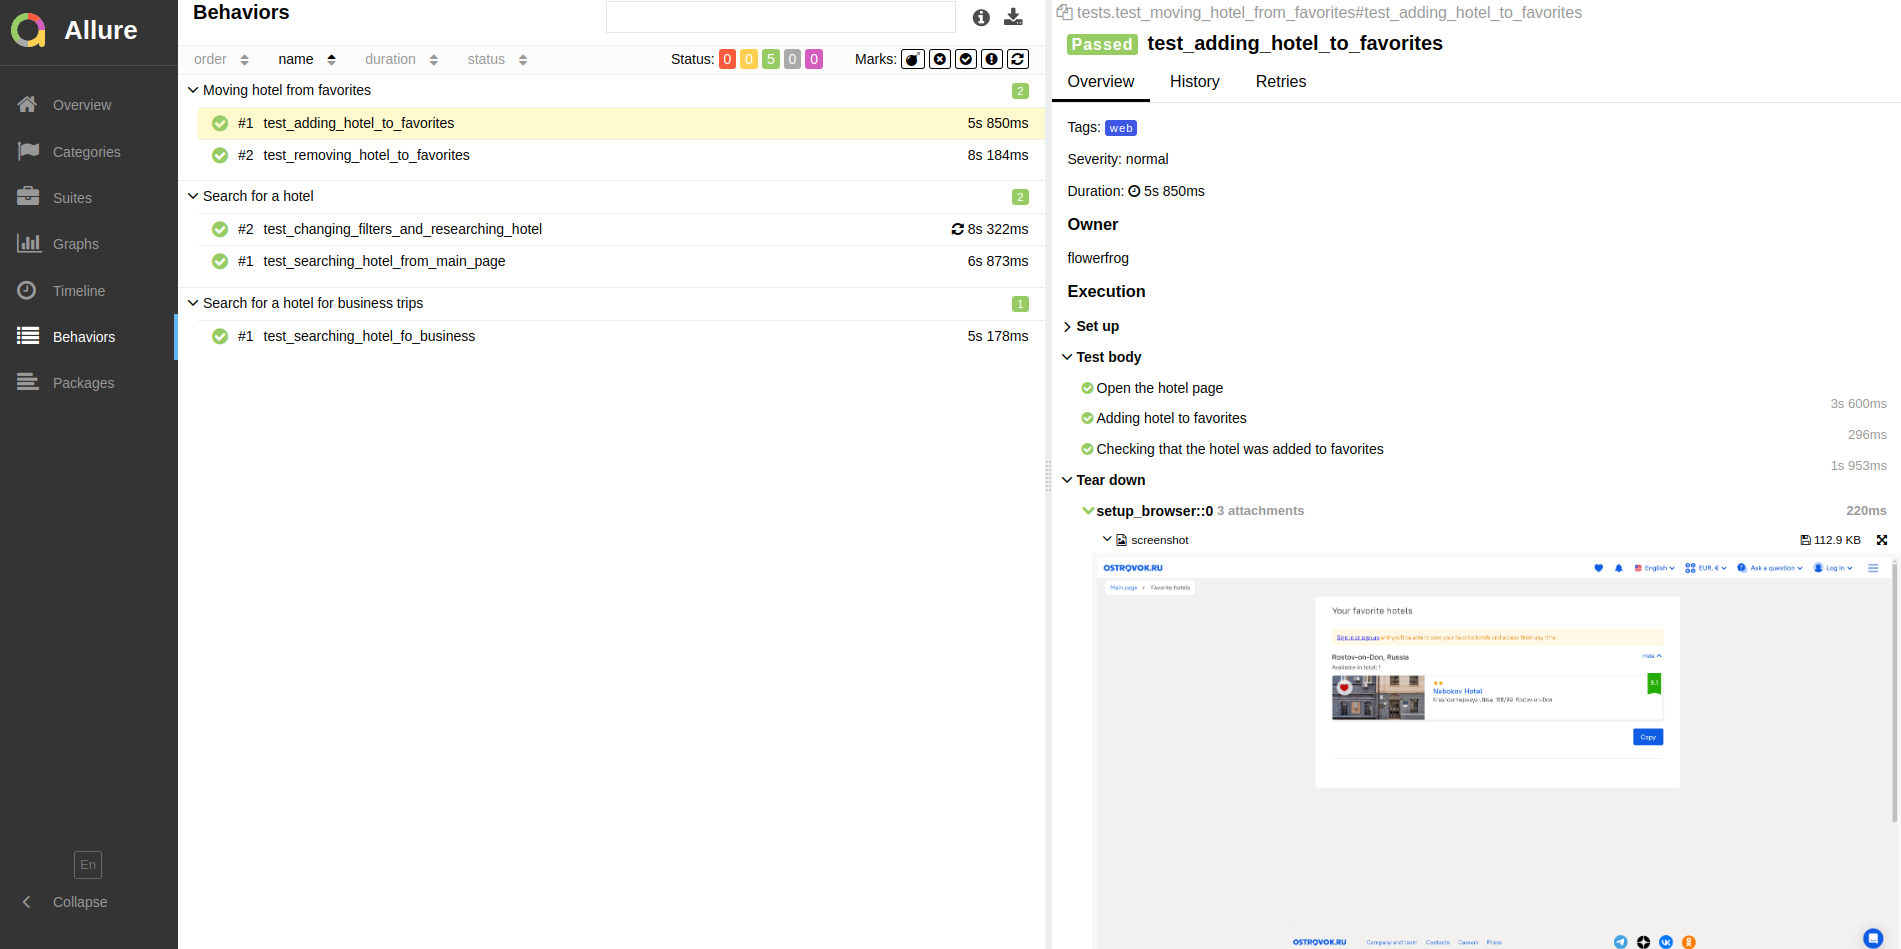 Allure
Overview
Categories
Suites
Graphs
Timeline
Behaviors
Packages
En
Collapse
Behaviors
order name duration status
Status: 0 0 5 0 0 Marks:
Moving hotel from favorites 2
#1 test_adding_hotel_to_favorites 5s 850ms
#2 test_removing_hotel_to_favorites 8s 184ms
Search for a hotel 2
#2 test_changing_filters_and_researching_hotel 8s 322ms
#1 test_searching_hotel_from_main_page 6s 873ms
Search for a hotel for business trips 1
#1 test_searching_hotel_fo_business 5s 178ms
tests.test_moving_hotel_from_favorites#test_adding_hotel_to_favorites
Passed test_adding_hotel_to_favorites
Overview History Retries
Tags: web
Severity: normal
Duration: 5s 850ms
Owner
flowerfrog
Execution
Set up
Test body
Open the hotel page
3s 600ms
Adding hotel to favorites
296ms
Checking that the hotel was added to favorites
1s 953ms
Tear down
setup_browser::0 3 attachments 220ms
screenshot 112.9 KB
OSTROVOK.RU English EUR, € Ask a question Log in
Main page › Favorite hotels
Your favorite hotels
Sign in or sign up and you'll be able to save your favorite hotels and access them any time.
Rostov-on-Don, Russia Hide
Available in total: 1
9.1
Nabokov Hotel
Ulitsa, 168/99, Rostov-on-Don
Copy
OSTROVOK.RU Company and team Contacts Careers Press